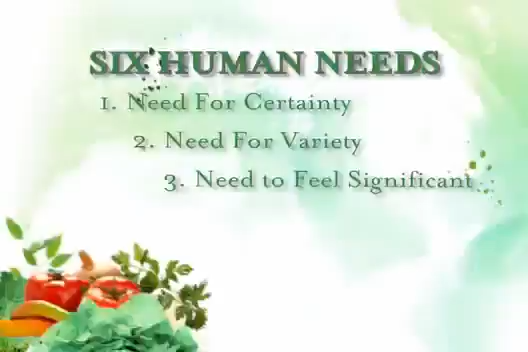 SIX HUMAN NEEDS
1. Need For Certainty
2. Need For Variety
3. Need to Feel Significant